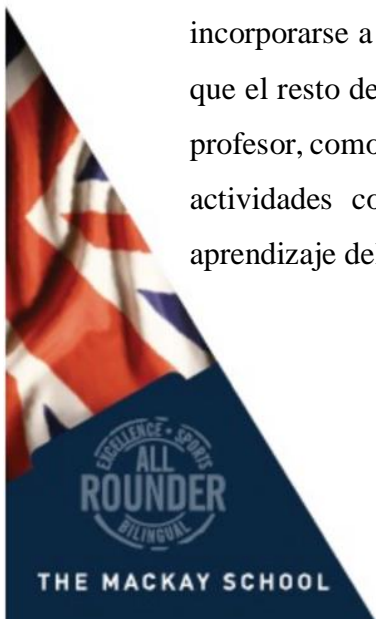 incorporarse a
que el resto de
profesor, como
actividades co
aprendizaje de
EXCELLENCE • SPORTS
ALL
ROUNDER
BILINGUAL
THE MACKAY SCHOOL